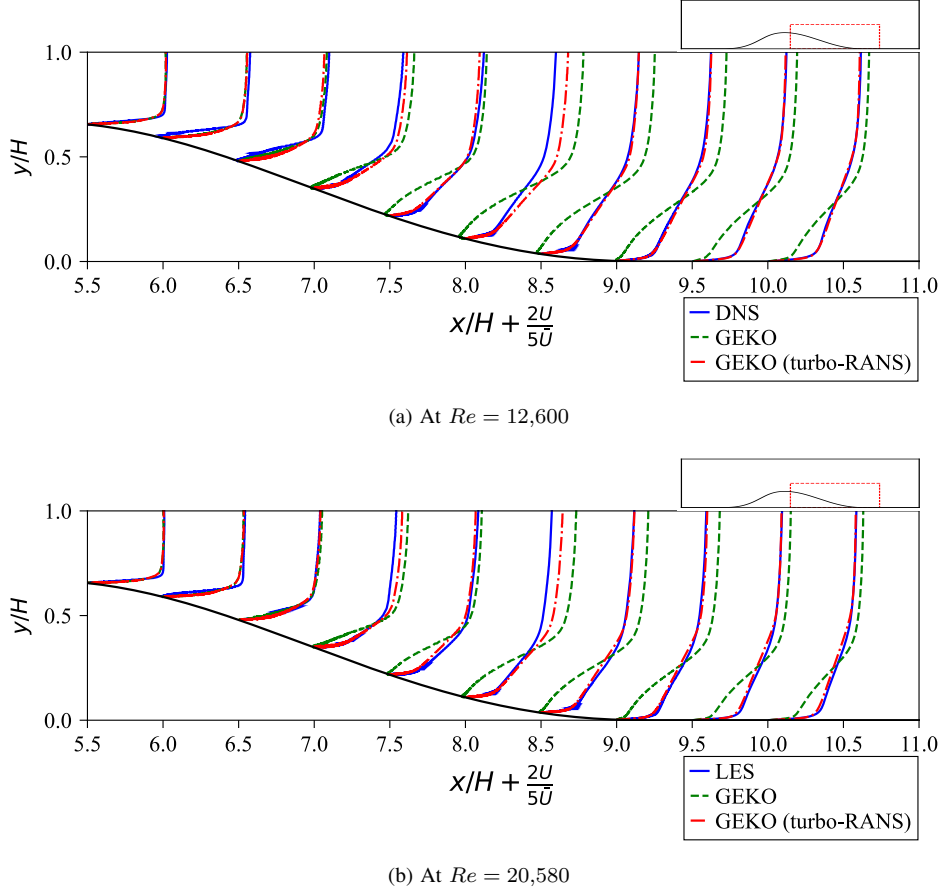 1.0
0.5
0.0
y/H
5.5 6.0 6.5 7.0 7.5 8.0 8.5 9.0 9.5 10.0 10.5 11.0
x/H + 2U/5Ū
DNS
GEKO
GEKO (turbo-RANS)
(a) At Re = 12,600
1.0
0.5
0.0
y/H
5.5 6.0 6.5 7.0 7.5 8.0 8.5 9.0 9.5 10.0 10.5 11.0
x/H + 2U/5Ū
LES
GEKO
GEKO (turbo-RANS)
(b) At Re = 20,580